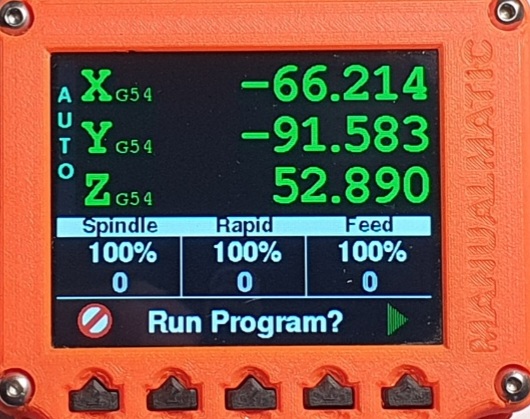 AUTO
X G54 -66.214
Y G54 -91.583
Z G54 52.890
Spindle Rapid Feed
100% 100% 100%
0 0 0
Run Program?
MANUALMATIC